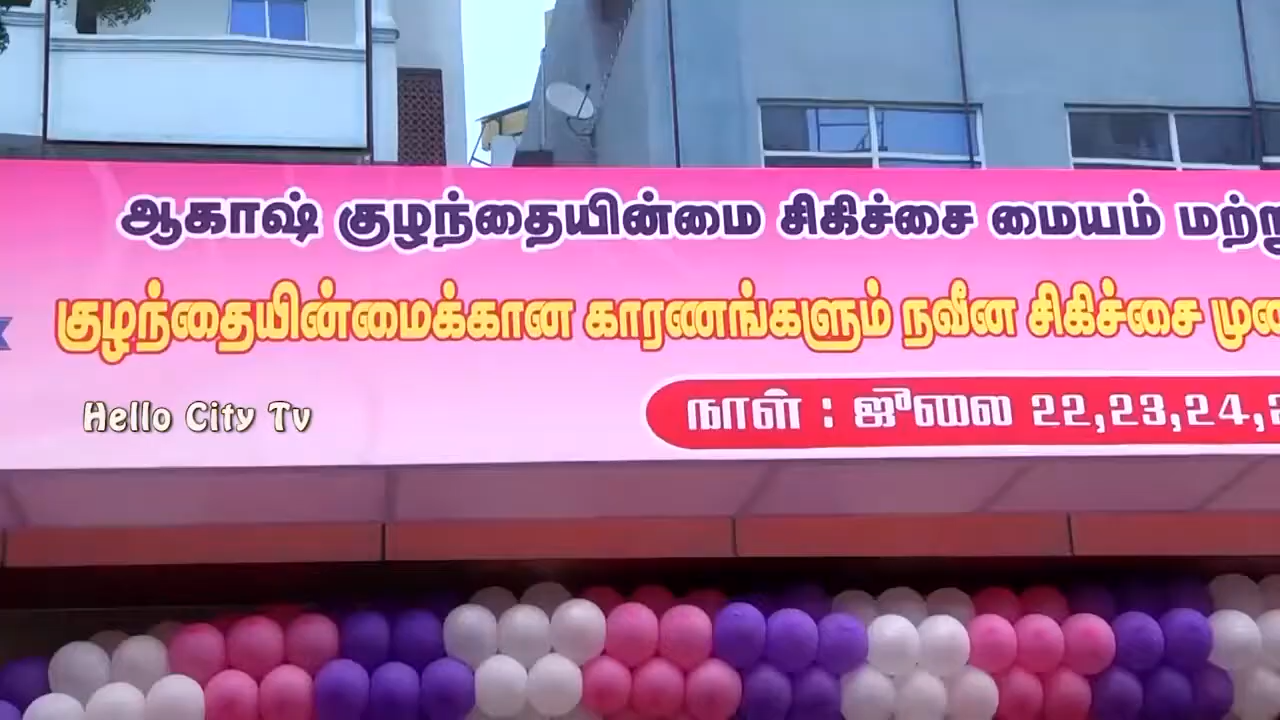 ஆகாஷ் குழந்தையின்மை சிகிச்சை மையம்
குழந்தையின்மைக்கான காரணங்களும் நவீன சிகிச்சை
Hello City Tv
நாள் : ஜூலை 22,23,24,